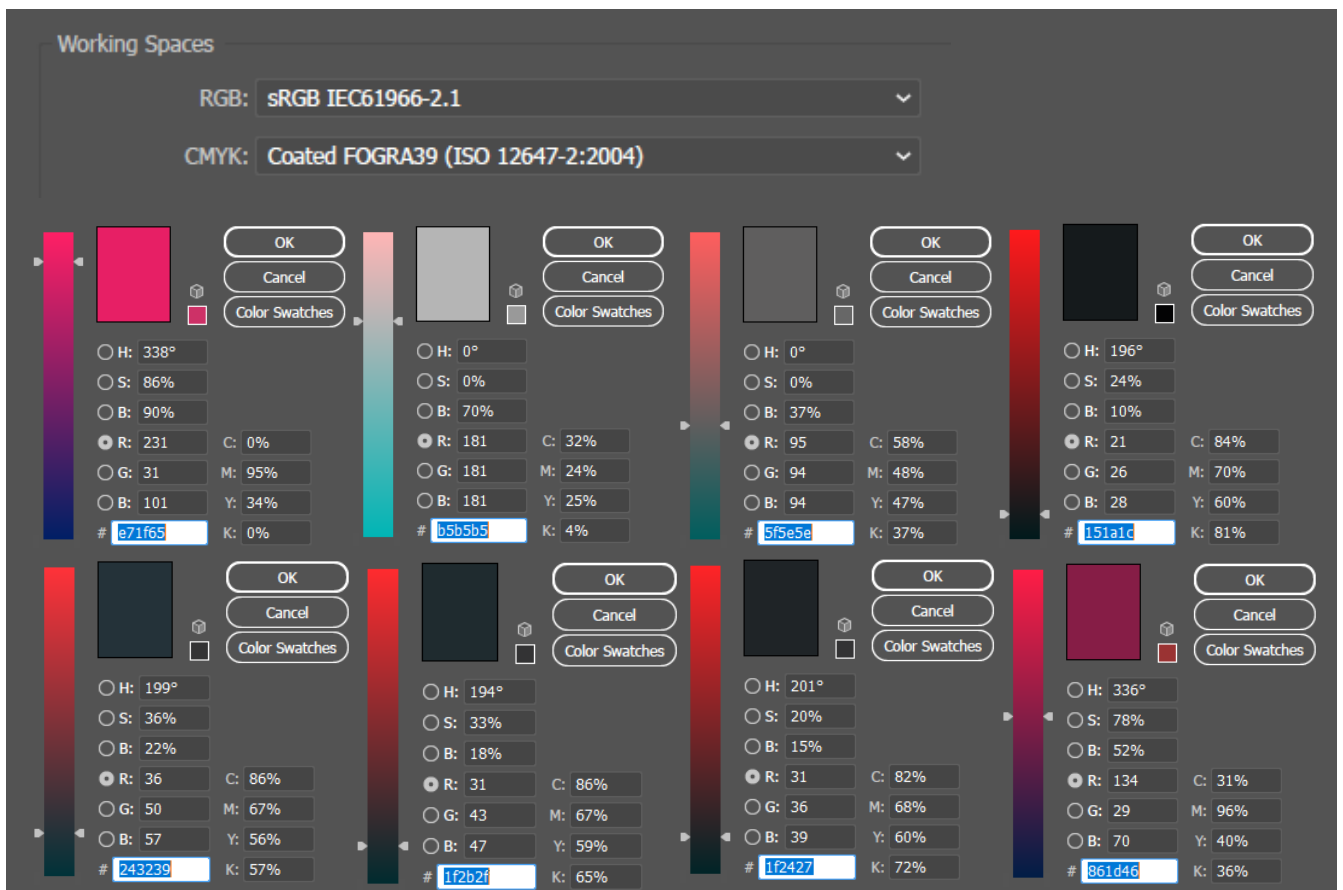 Working Spaces
RGB: sRGB IEC61966-2.1
CMYK: Coated FOGRA39 (ISO 12647-2:2004)
OK
Cancel
Color Swatches
H: 338°
S: 86%
B: 90%
R: 231 C: 0%
G: 31 M: 95%
B: 101 Y: 34%
# e71f65 K: 0%
OK
Cancel
Color Swatches
H: 0°
S: 0%
B: 70%
R: 181 C: 32%
G: 181 M: 24%
B: 181 Y: 25%
# b5b5b5 K: 4%
OK
Cancel
Color Swatches
H: 0°
S: 0%
B: 37%
R: 95 C: 58%
G: 94 M: 48%
B: 94 Y: 47%
# 5f5e5e K: 37%
OK
Cancel
Color Swatches
H: 196°
S: 24%
B: 10%
R: 21 C: 84%
G: 26 M: 70%
B: 28 Y: 60%
# 151a1c K: 81%
OK
Cancel
Color Swatches
H: 199°
S: 36%
B: 22%
R: 36 C: 86%
G: 50 M: 67%
B: 57 Y: 56%
# 243239 K: 57%
OK
Cancel
Color Swatches
H: 194°
S: 33%
B: 18%
R: 31 C: 86%
G: 43 M: 67%
B: 47 Y: 59%
# 1f2b2f K: 65%
OK
Cancel
Color Swatches
H: 201°
S: 20%
B: 15%
R: 31 C: 82%
G: 36 M: 68%
B: 39 Y: 60%
# 1f2427 K: 72%
OK
Cancel
Color Swatches
H: 336°
S: 78%
B: 52%
R: 134 C: 31%
G: 29 M: 96%
B: 70 Y: 40%
# 861d46 K: 36%